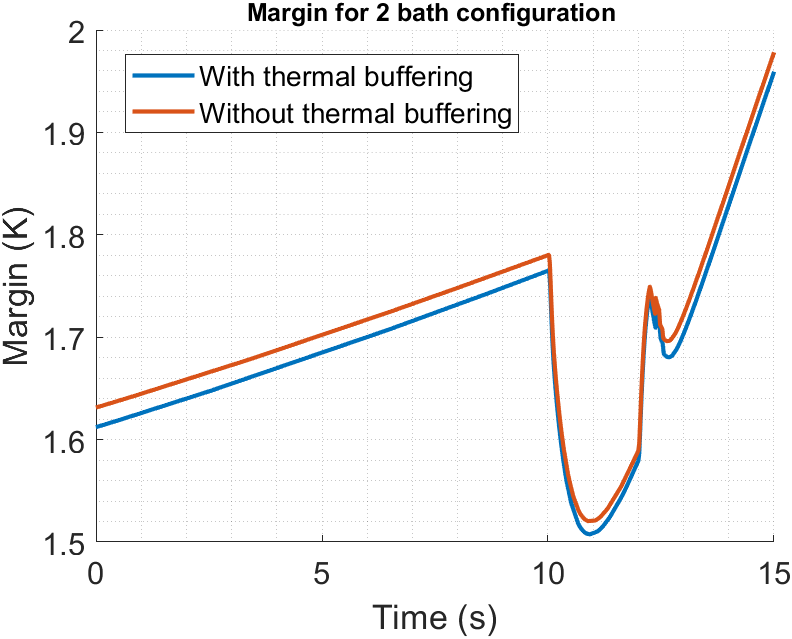 Margin for 2 bath configuration
2
With thermal buffering
Without thermal buffering
1.9
1.8
1.7
1.6
1.5
Margin (K)
0
5
10
15
Time (s)